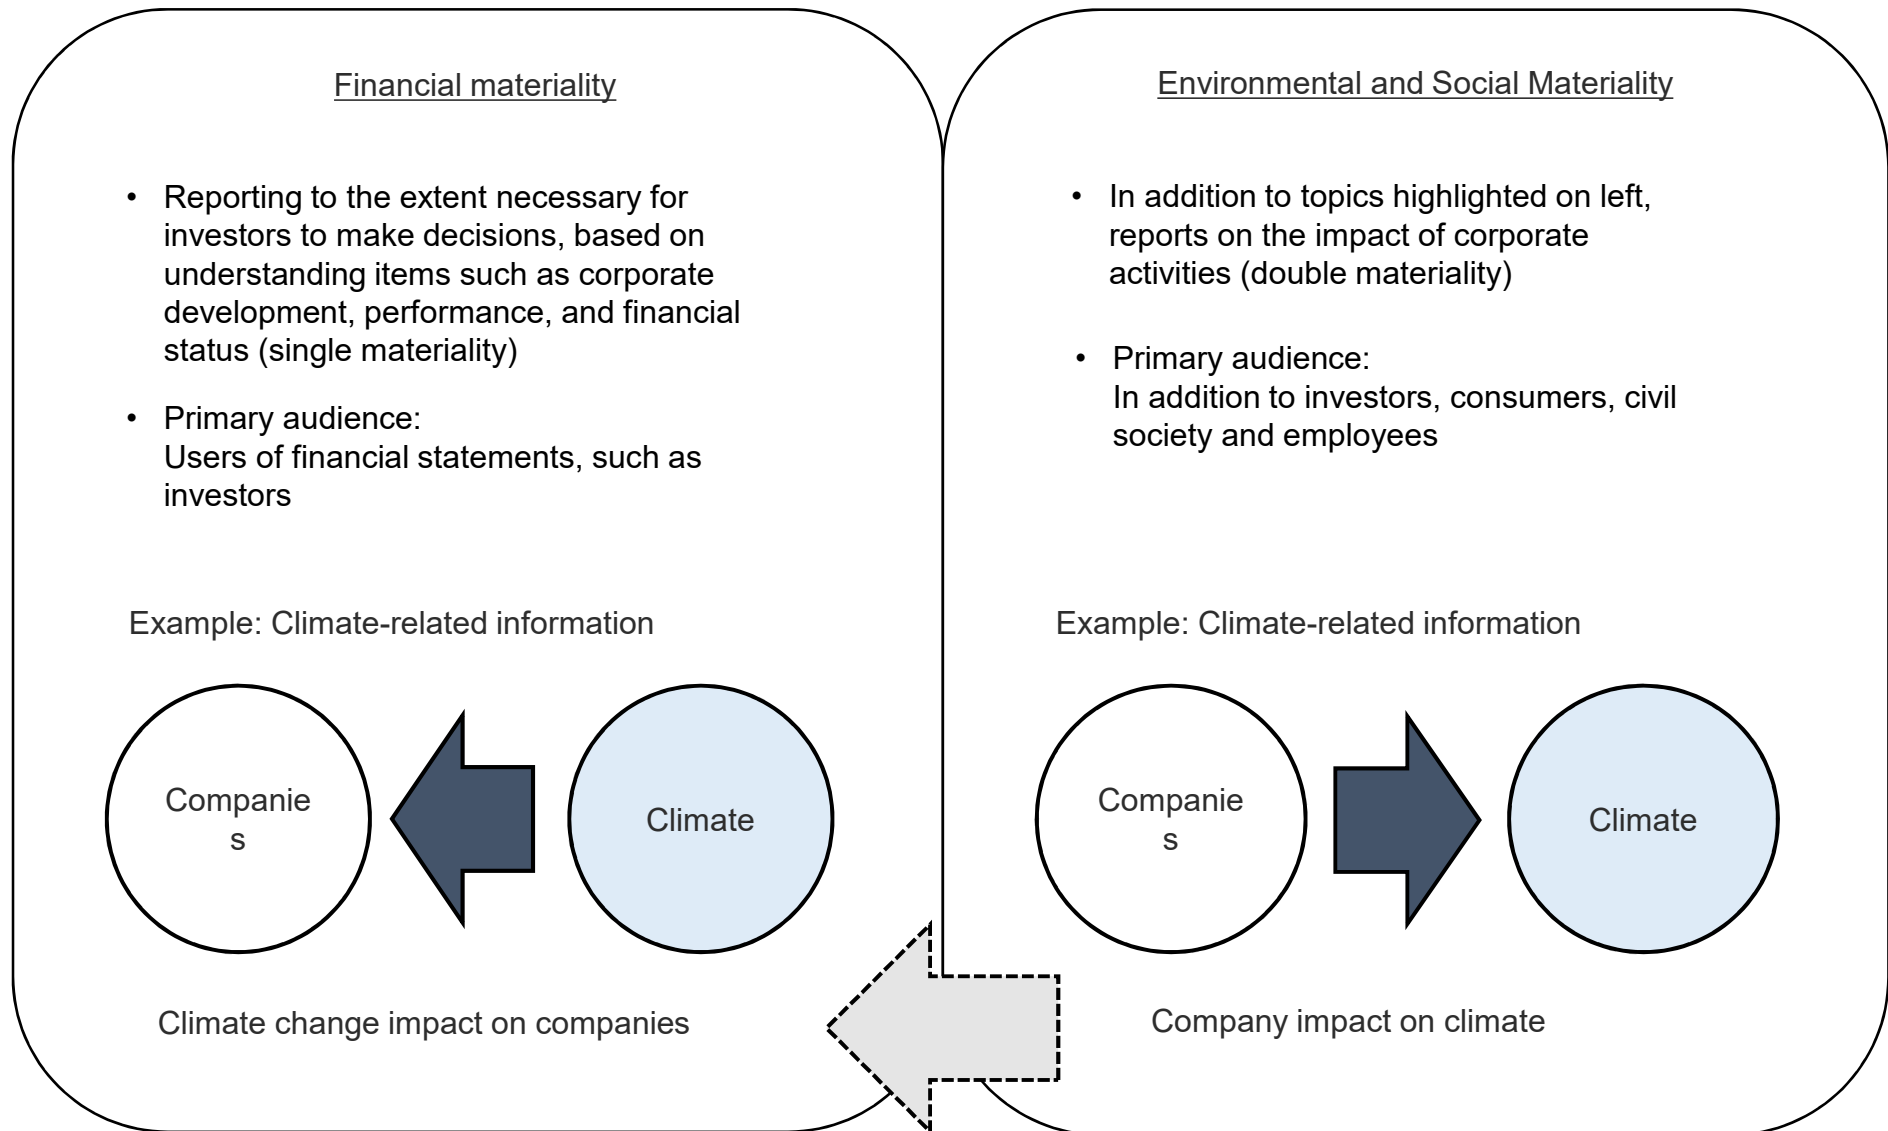 Financial materiality
• Reporting to the extent necessary for
investors to make decisions, based on
understanding items such as corporate
development, performance, and financial
status (single materiality)
• Primary audience:
Users of financial statements, such as
investors
Example: Climate-related information
Companie
s
Climate
Climate change impact on companies
Environmental and Social Materiality
• In addition to topics highlighted on left,
reports on the impact of corporate
activities (double materiality)
• Primary audience:
In addition to investors, consumers, civil
society and employees
Example: Climate-related information
Companie
s
Climate
Company impact on climate